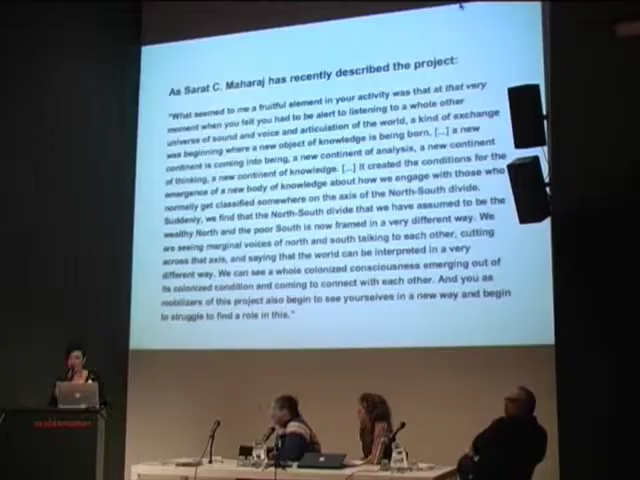 As Sarat C. Maharaj has recently described the project:
"What seemed to me a fruitful element in your activity was that at that very
moment when you felt you had to be alert to listening to a whole other
universe of sound and voice and articulation of the world, a kind of exchange
was beginning where a new object of knowledge is being born, [...] a new
continent is coming into being, a new continent of analysis, a new continent
of thinking, a new continent of knowledge. [...] It created the conditions for the
emergence of a new body of knowledge about how we engage with those who
normally get classified somewhere on the axis of the North-South divide.
Suddenly, we find that the North-South divide that we have assumed to be the
wealthy North and the poor South is now framed in a very different way. We
are seeing marginal voices of north and south talking to each other, cutting
across that axis, and saying that the world can be interpreted in a very
different way. We can see a whole colonized consciousness emerging out of
its colonized condition and coming to connect with each other. And you as
mobilizers of this project also begin to see yourselves in a new way and begin
to struggle to find a role in this."